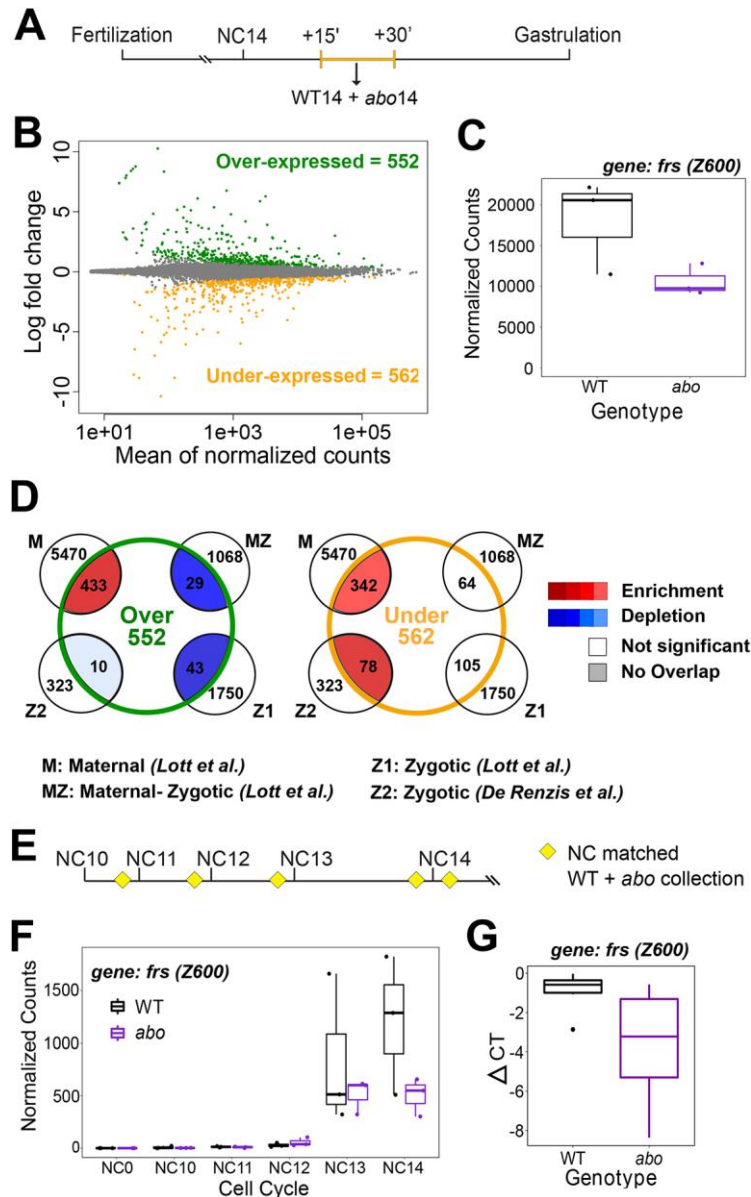 A
Fertilization NC14 +15' +30' Gastrulation
WT14 + abo14
B
Over-expressed = 552
Under-expressed = 562
Log fold change
10
5
0
-5
-10
1e+01 1e+03 1e+05
Mean of normalized counts
C
gene: frs (Z600)
Normalized Counts
20000
15000
10000
5000
0
WT abo
Genotype
D
M 5470 433
MZ 1068 29
Over
552
10 323 Z2
43 1750 Z1
M 5470 342
MZ 1068 64
Under
562
78 323 Z2
105 1750 Z1
Enrichment
Depletion
Not significant
No Overlap
M: Maternal (Lott et al.)
Z1: Zygotic (Lott et al.)
MZ: Maternal- Zygotic (Lott et al.)
Z2: Zygotic (De Renzis et al.)
E
NC10 NC11 NC12 NC13 NC14
NC matched
WT + abo collection
F
gene: frs (Z600)
WT
abo
Normalized Counts
1500
1000
500
0
NC0 NC10 NC11 NC12 NC13 NC14
Cell Cycle
G
gene: frs (Z600)
Δ CT
0
-2
-4
-6
-8
WT abo
Genotype